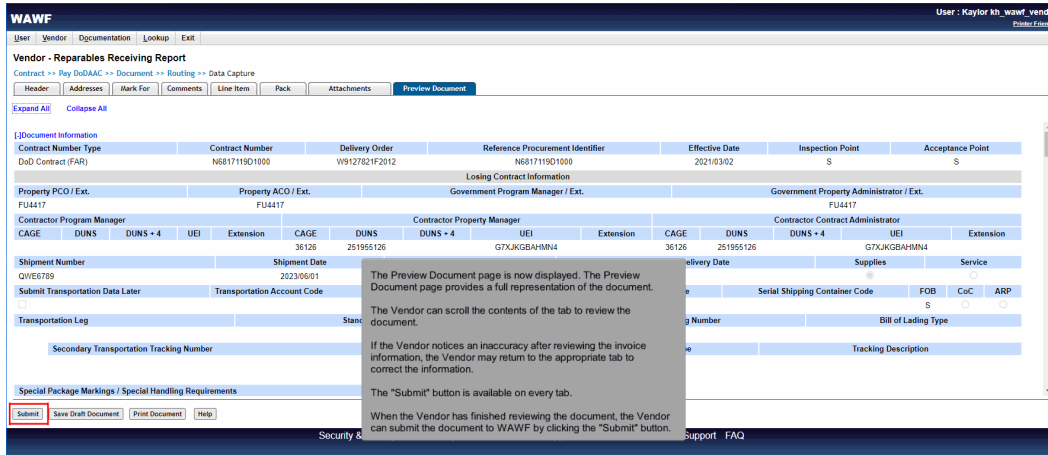 WAWF
User : Kaylor kh_wawf_vend
Printer Frien
User Vendor Documentation Lookup Exit
Vendor - Reparables Receiving Report
Contract >> Pay DoDAAC >> Document >> Routing >> Data Capture
Header Addresses Mark For Comments Line Item Pack Attachments Preview Document
Expand All Collapse All
[-]Document Information
Contract Number Type Contract Number Delivery Order Reference Procurement Identifier Effective Date Inspection Point Acceptance Point
DoD Contract (FAR) N6817119D1000 W9127821F2012 N6817119D1000 2021/03/02 S S
Losing Contract Information
Property PCO / Ext. Property ACO / Ext. Government Program Manager / Ext. Government Property Administrator / Ext.
FU4417 FU4417 FU4417
Contractor Program Manager Contractor Property Manager Contractor Contract Administrator
CAGE DUNS DUNS + 4 UEI Extension CAGE DUNS DUNS + 4 UEI Extension CAGE DUNS DUNS + 4 UEI Extension
36126 251955126 G7XJKGBAHMN4 36126 251955126 G7XJKGBAHMN4
Shipment Number Shipment Date Delivery Date Supplies Service
QWE6789 2023/06/01
Submit Transportation Data Later Transportation Account Code e Serial Shipping Container Code FOB CoC ARP
S
Transportation Leg Stand g Number Bill of Lading Type
Secondary Transportation Tracking Number e Tracking Description
Special Package Markings / Special Handling Requirements
The Preview Document page is now displayed. The Preview
Document page provides a full representation of the document.
The Vendor can scroll the contents of the tab to review the
document.
If the Vendor notices an inaccuracy after reviewing the invoice
information, the Vendor may return to the appropriate tab to
correct the information.
The "Submit" button is available on every tab.
When the Vendor has finished reviewing the document, the Vendor
can submit the document to WAWF by clicking the "Submit" button.
Submit Save Draft Document Print Document Help
Security & Support FAQ